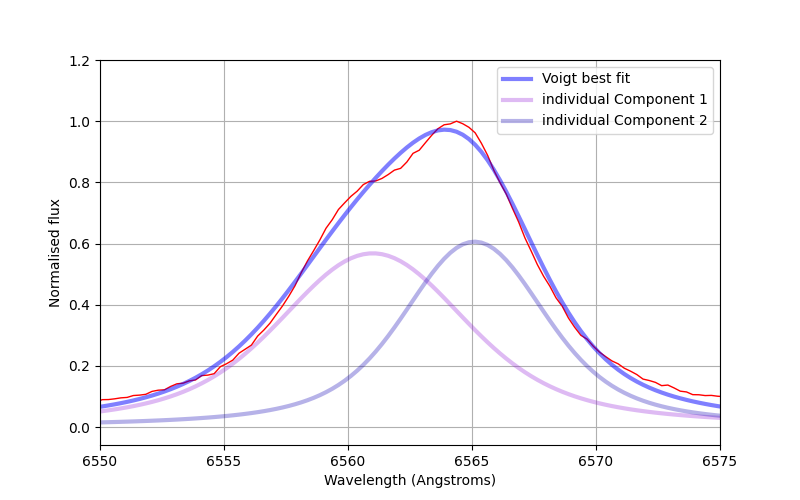 1.2
1.0
0.8
0.6
0.4
0.2
0.0
Normalised flux
Voigt best fit
individual Component 1
individual Component 2
6550 6555 6560 6565 6570 6575
Wavelength (Angstroms)